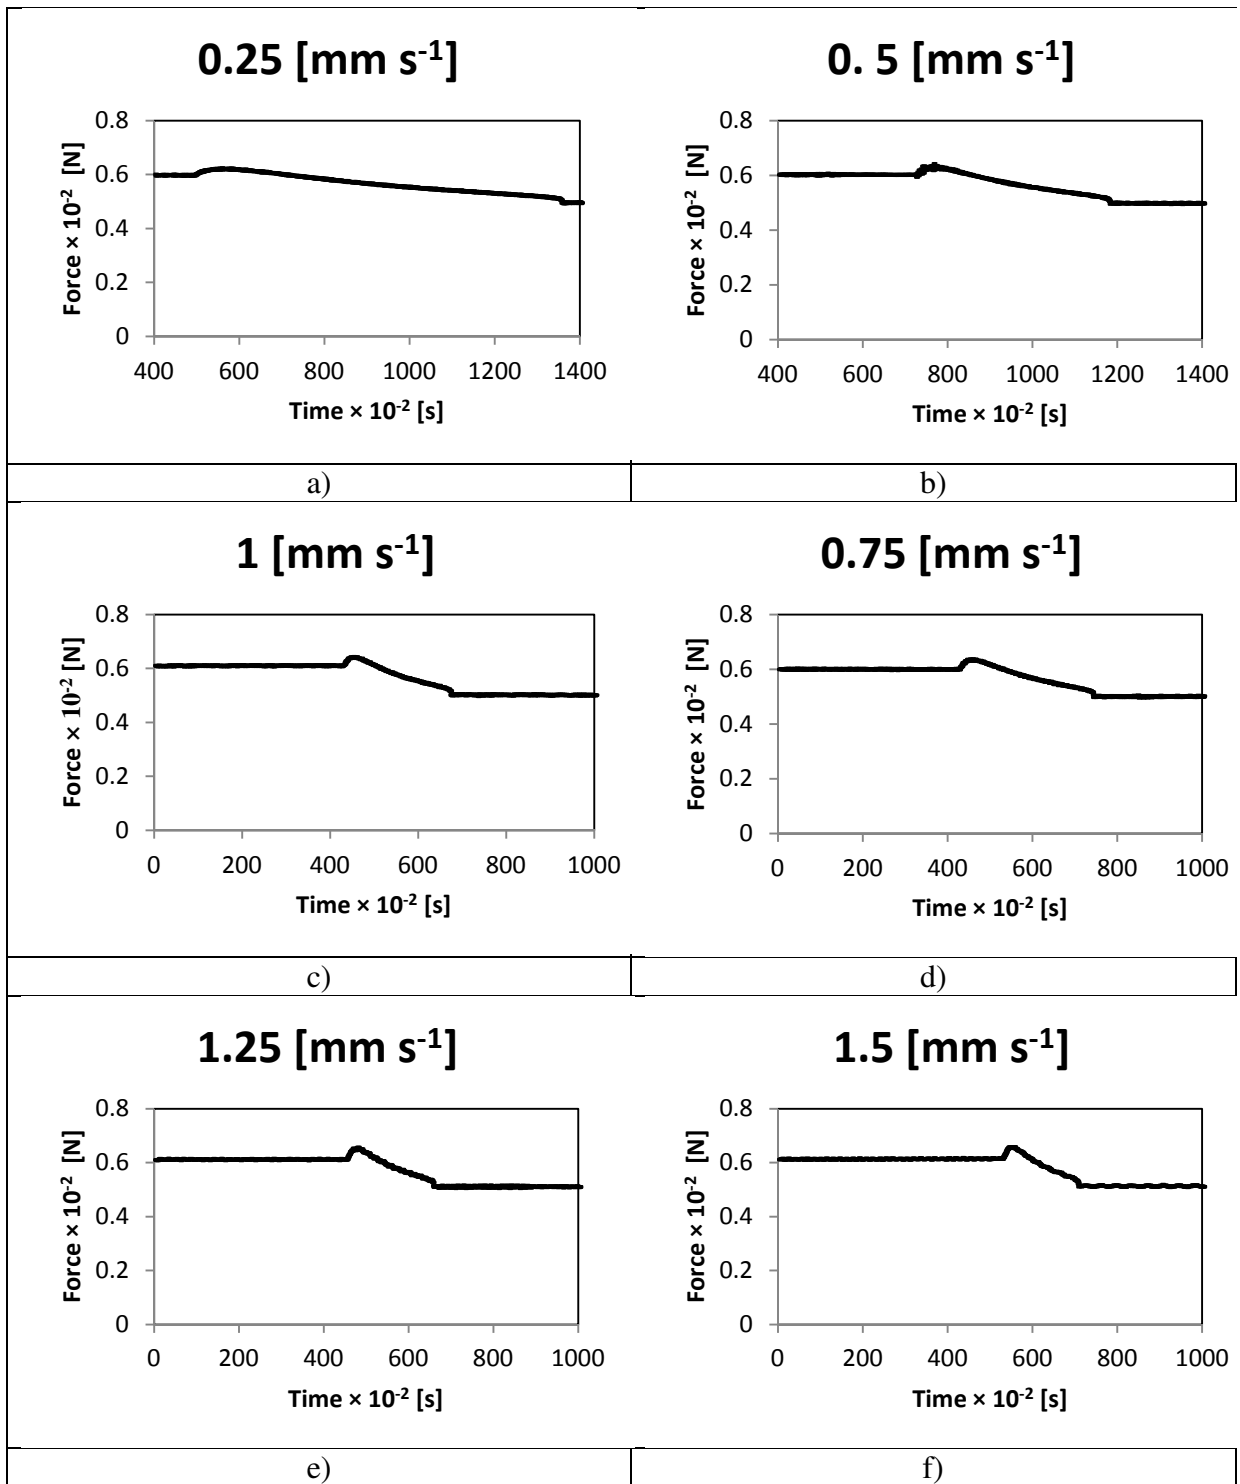 0.25 [mm s-1]
0.8
0.6
0.4
0.2
0
Force × 10-2 [N]
400 600 800 1000 1200 1400
Time × 10-2 [s]
a)
0. 5 [mm s-1]
0.8
0.6
0.4
0.2
0
Force × 10-2 [N]
400 600 800 1000 1200 1400
Time × 10-2 [s]
b)
1 [mm s-1]
0.8
0.6
0.4
0.2
0
Force × 10-2 [N]
0 200 400 600 800 1000
Time × 10-2 [s]
c)
0.75 [mm s-1]
0.8
0.6
0.4
0.2
0
Force × 10-2 [N]
0 200 400 600 800 1000
Time × 10-2 [s]
d)
1.25 [mm s-1]
0.8
0.6
0.4
0.2
0
Force × 10-2 [N]
0 200 400 600 800 1000
Time × 10-2 [s]
e)
1.5 [mm s-1]
0.8
0.6
0.4
0.2
0
Force × 10-2 [N]
0 200 400 600 800 1000
Time × 10-2 [s]
f)